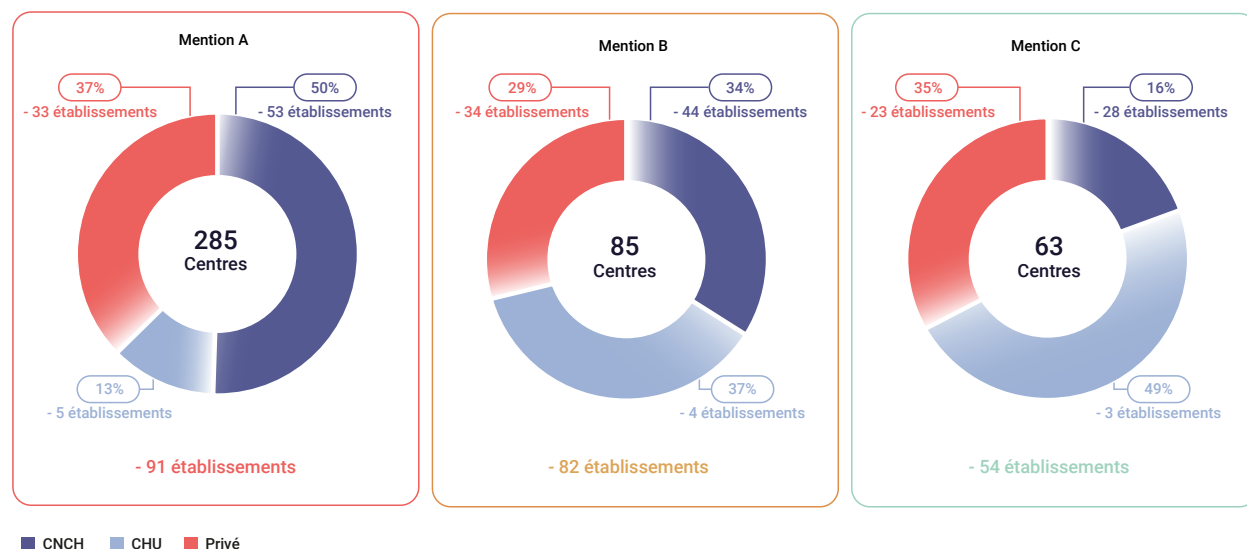 Mention A
37%
- 33 établissements
50%
- 53 établissements
285
Centres
13%
- 5 établissements
- 91 établissements
Mention B
29%
- 34 établissements
34%
- 44 établissements
85
Centres
37%
- 4 établissements
- 82 établissements
Mention C
35%
- 23 établissements
16%
- 28 établissements
63
Centres
49%
- 3 établissements
- 54 établissements
CNCH
CHU
Privé